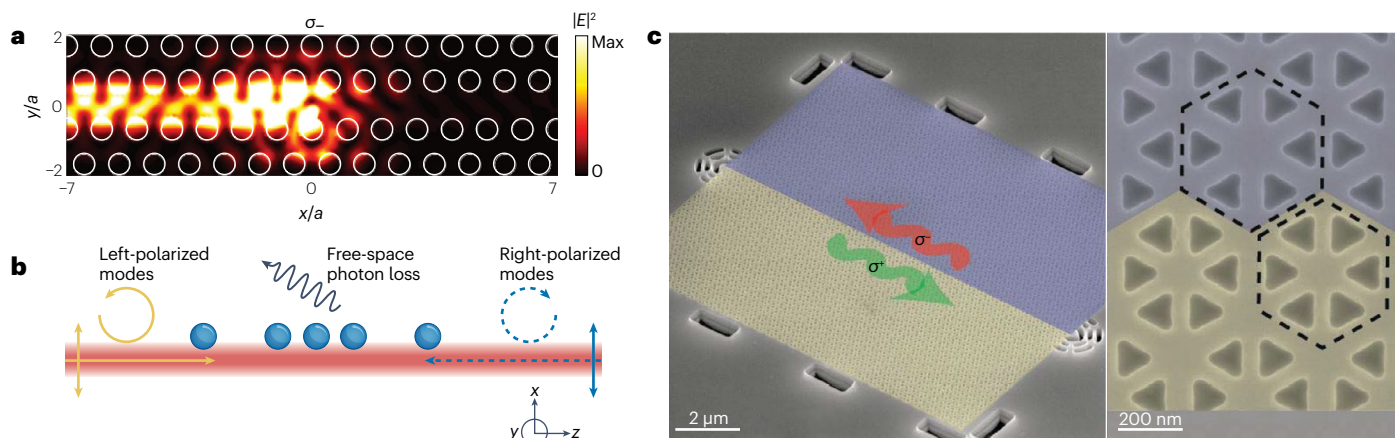 a
σ−
|E|²
Max
0
2
0
−2
y/a
−7
0
7
x/a
b
Left-polarized
modes
Free-space
photon loss
Right-polarized
modes
x
y
z
c
σ−
σ+
2 µm
200 nm